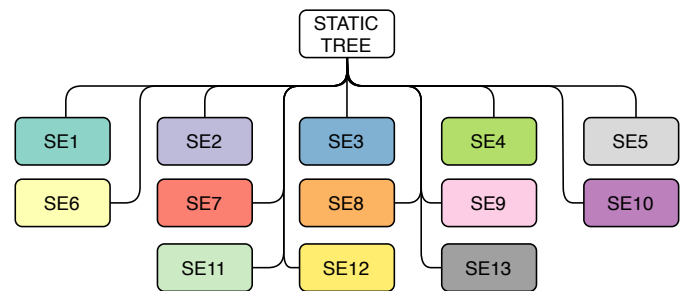 STATIC
TREE
SE1 SE2 SE3 SE4 SE5
SE6 SE7 SE8 SE9 SE10
SE11 SE12 SE13